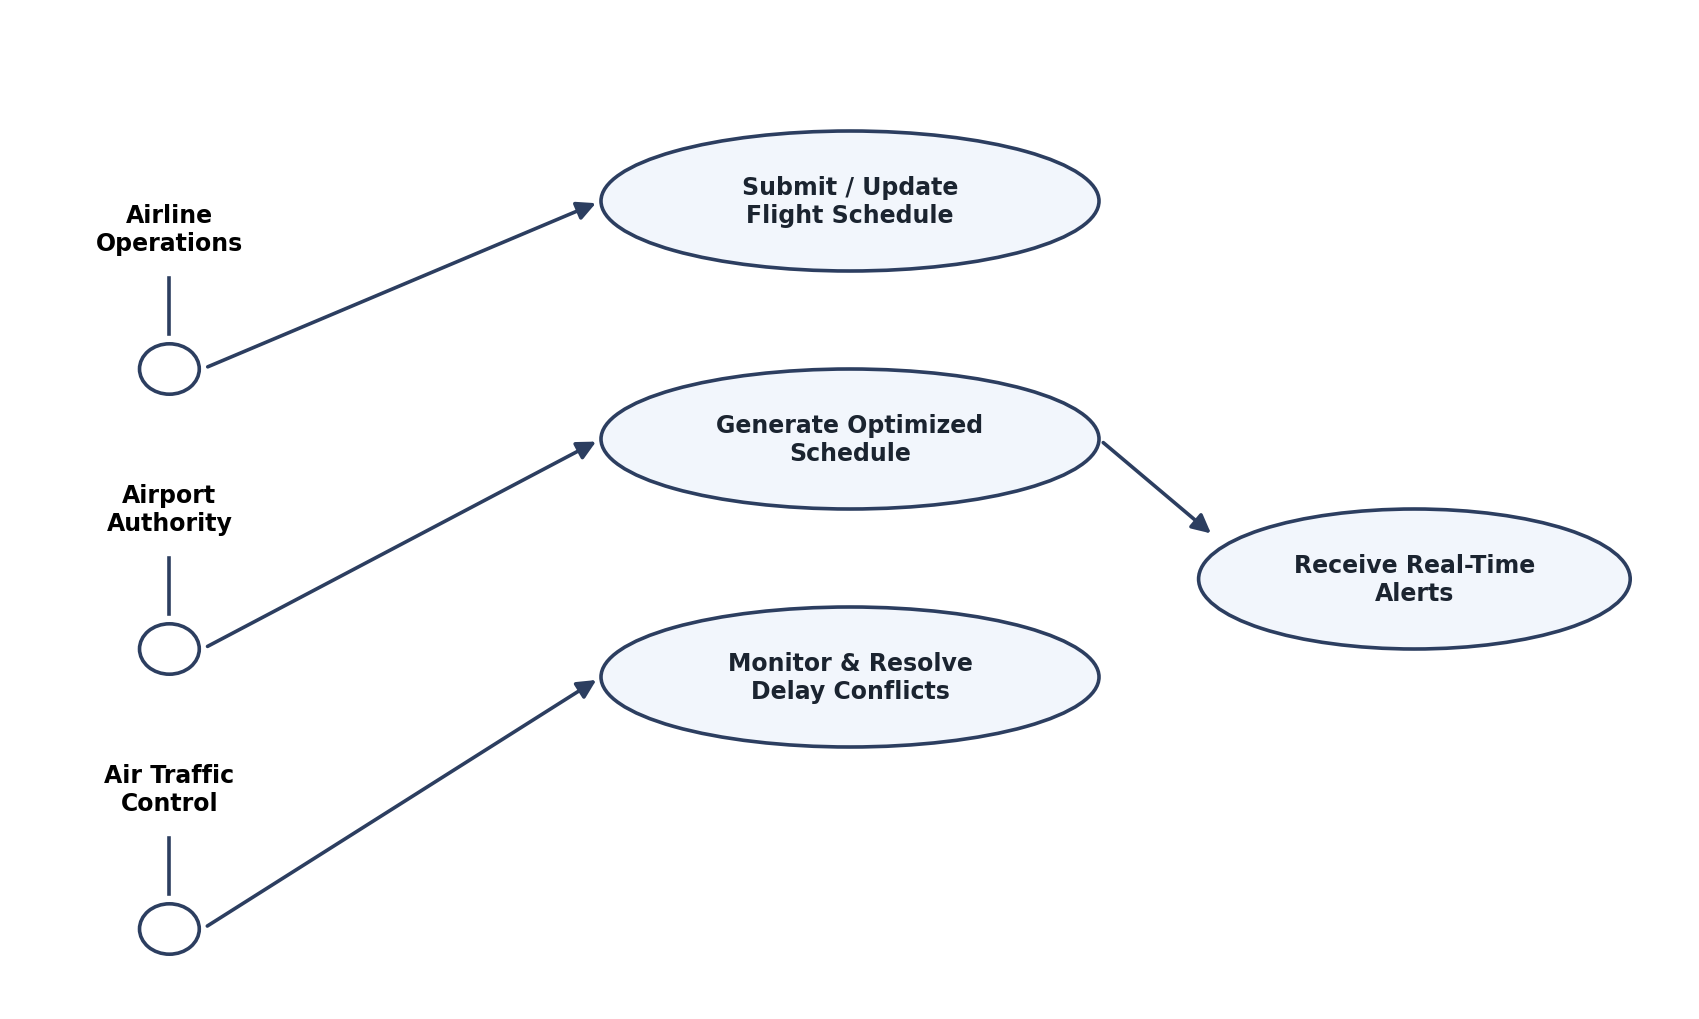 Submit / Update
Flight Schedule
Airline
Operations
Generate Optimized
Schedule
Airport
Authority
Receive Real-Time
Alerts
Monitor & Resolve
Delay Conflicts
Air Traffic
Control